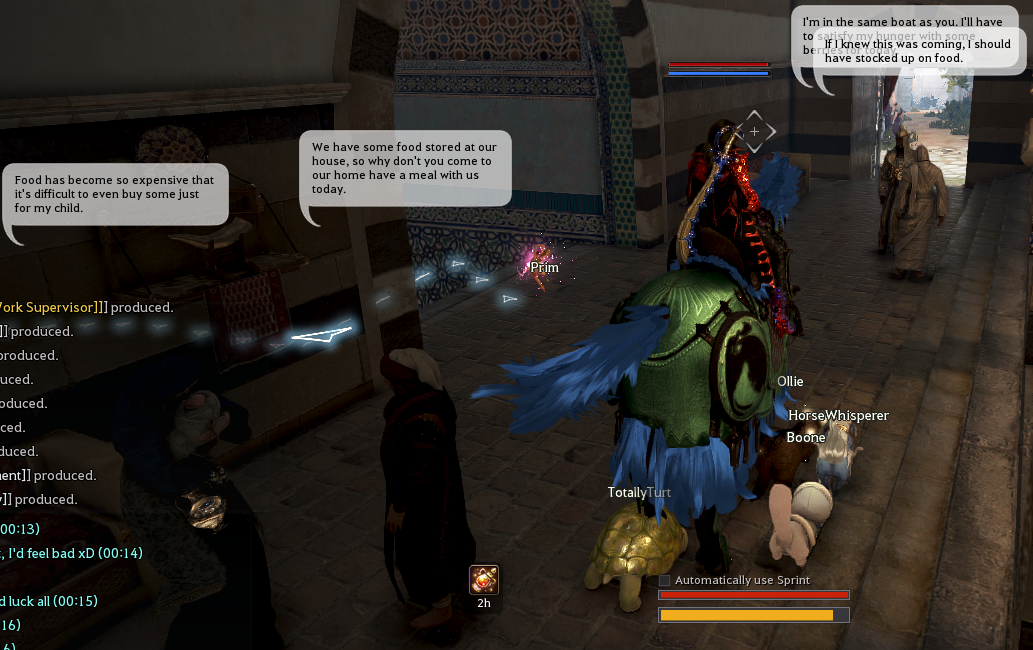 I'm in the same boat as you. I'll have
to satisfy my hunger with some
berries for today.
If I knew this was coming, I should
have stocked up on food.
We have some food stored at our
house, so why don't you come to
our home have a meal with us
today.
Food has become so expensive that
it's difficult to even buy some just
for my child.
Prim
Work Supervisor]]] produced.
]] produced.
produced.
uced.
oduced.
ced.
duced.
ment]] produced.
]] produced.
00:13)
, I'd feel bad xD (00:14)
d luck all (00:15)
16)
Ollie
HorseWhisperer
Boone
TotallyTurt
Automatically use Sprint
2h